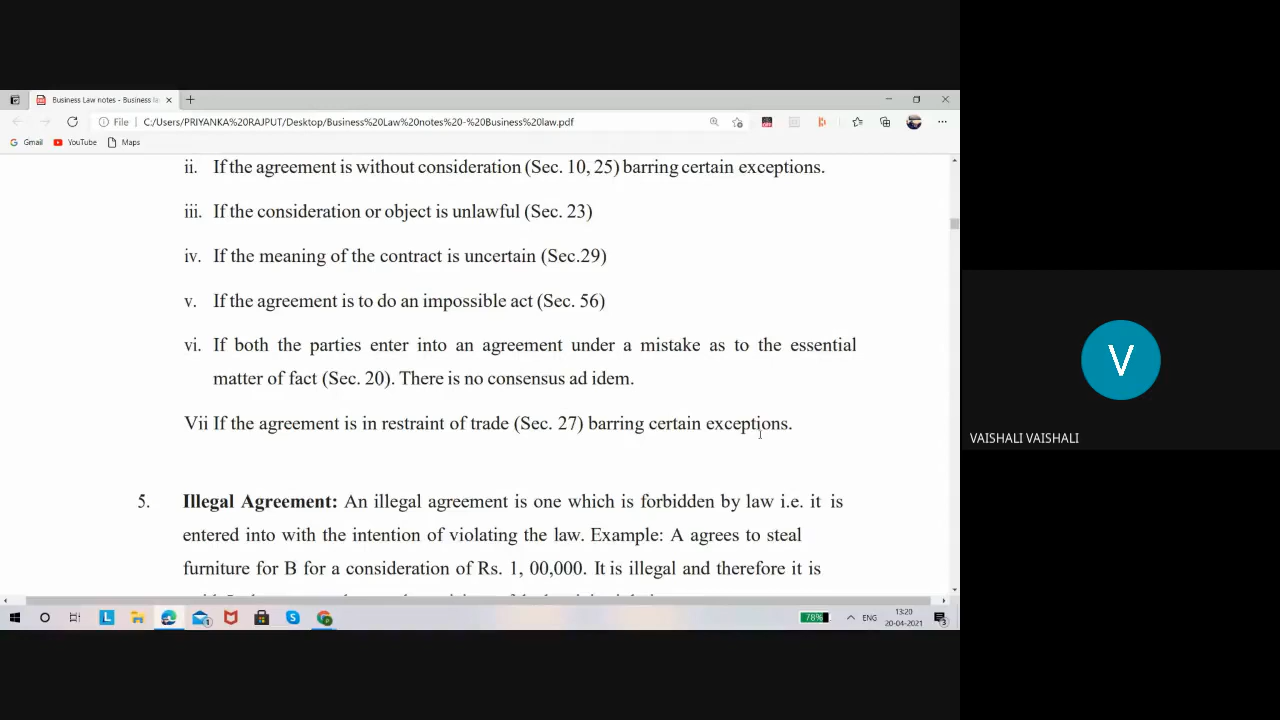 Business Law notes - Business la
File
C:/Users/PRIYANKA%20RAJPUT/Desktop/Business%20Law%20notes%20-%20Business%20law.pdf
Gmail YouTube Maps
ii. If the agreement is without consideration (Sec. 10, 25) barring certain exceptions.
iii. If the consideration or object is unlawful (Sec. 23)
iv. If the meaning of the contract is uncertain (Sec.29)
v. If the agreement is to do an impossible act (Sec. 56)
vi. If both the parties enter into an agreement under a mistake as to the essential
matter of fact (Sec. 20). There is no consensus ad idem.
Vii If the agreement is in restraint of trade (Sec. 27) barring certain exceptions.
5. Illegal Agreement: An illegal agreement is one which is forbidden by law i.e. it is
entered into with the intention of violating the law. Example: A agrees to steal
furniture for B for a consideration of Rs. 1, 00,000. It is illegal and therefore it is
V
VAISHALI VAISHALI
78%
ENG
13:20
20-04-2021